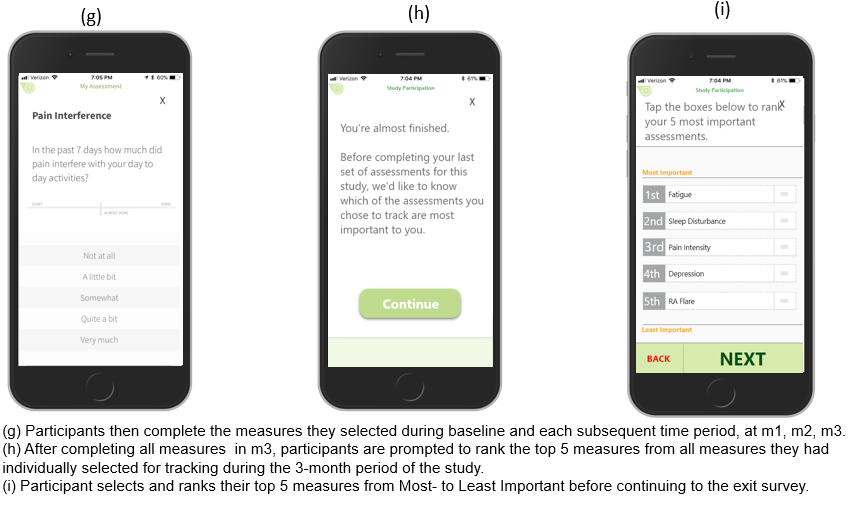 (g)
(h)
(i)
Verizon 7:05 PM 60%
My Assessment
X
Pain Interference
In the past 7 days how much did
pain interfere with your day to
day activities?
START DONE
ALMOST DONE
Not at all
A little bit
Somewhat
Quite a bit
Very much
Verizon 7:04 PM 61%
Study Participation
X
You're almost finished.
Before completing your last
set of assessments for this
study, we'd like to know
which of the assessments you
chose to track are most
important to you.
Continue
Verizon 7:04 PM 61%
Study Participation
X
Tap the boxes below to rank
your 5 most important
assessments.
Most Important
1st Fatigue
2nd Sleep Disturbance
3rd Pain Intensity
4th Depression
5th RA Flare
Least Important
BACK NEXT
(g) Participants then complete the measures they selected during baseline and each subsequent time period, at m1, m2, m3.
(h) After completing all measures in m3, participants are prompted to rank the top 5 measures from all measures they had
individually selected for tracking during the 3-month period of the study.
(i) Participant selects and ranks their top 5 measures from Most- to Least Important before continuing to the exit survey.